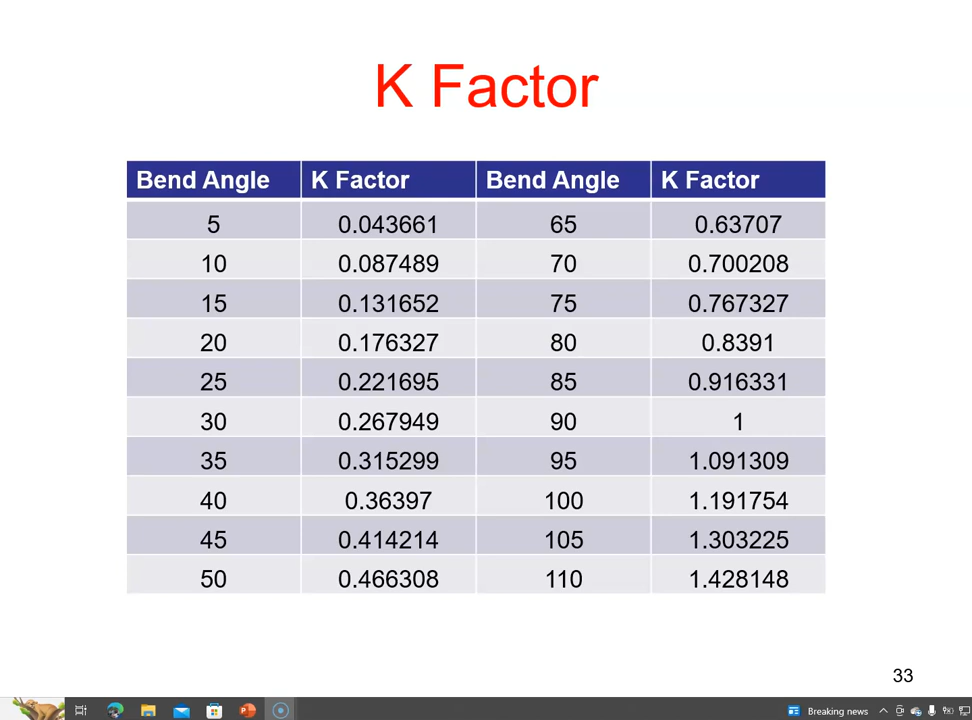 K Factor
Bend Angle K Factor Bend Angle K Factor
5 0.043661 65 0.63707
10 0.087489 70 0.700208
15 0.131652 75 0.767327
20 0.176327 80 0.8391
25 0.221695 85 0.916331
30 0.267949 90 1
35 0.315299 95 1.091309
40 0.36397 100 1.191754
45 0.414214 105 1.303225
50 0.466308 110 1.428148
33
Breaking news